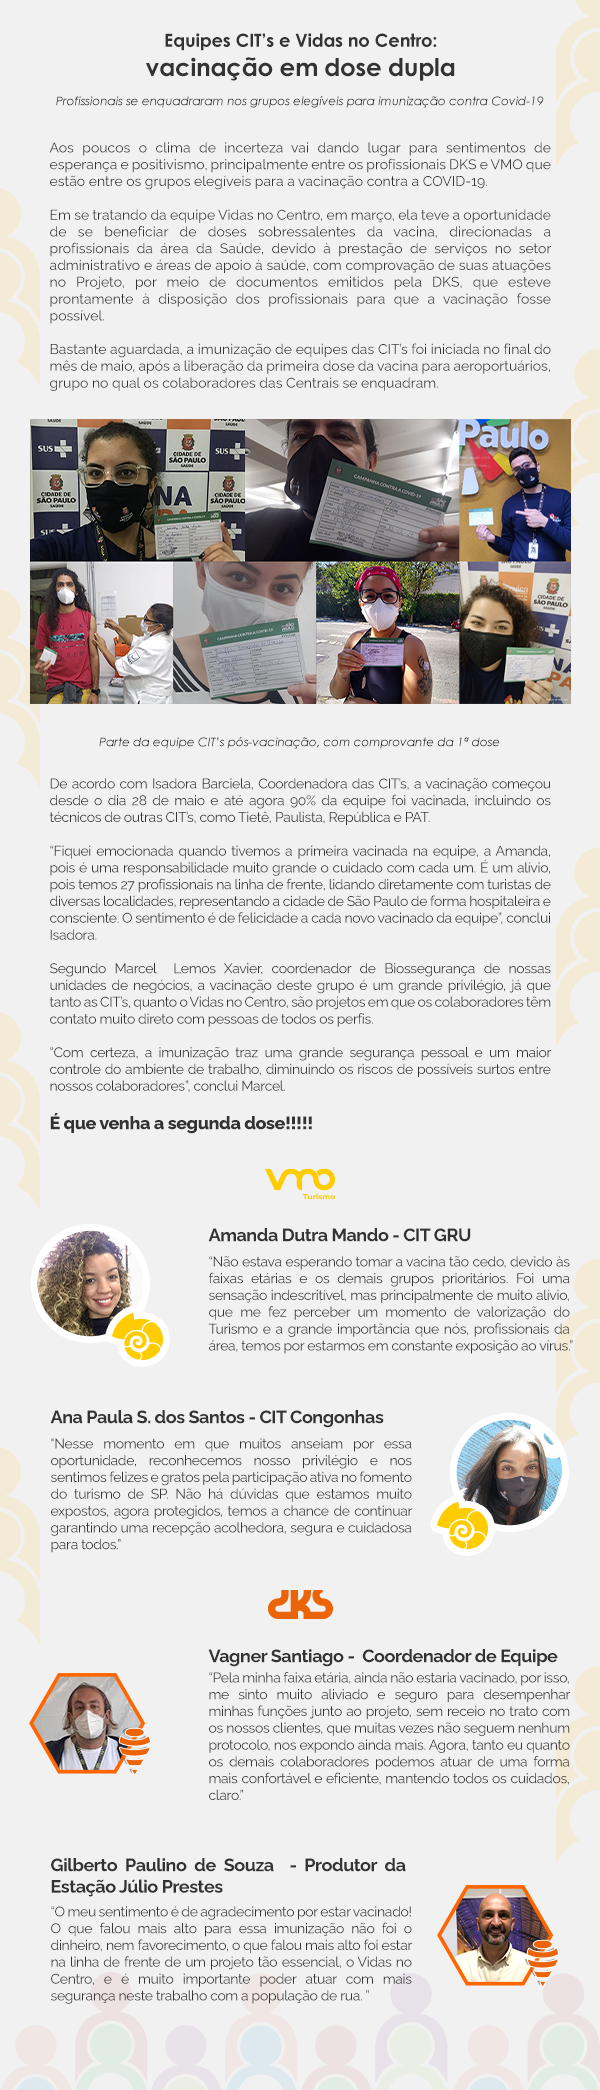 Equipes CIT's e Vidas no Centro:
vacinação em dose dupla
Profissionais se enquadraram nos grupos elegíveis para imunização contra Covid-19
Aos poucos o clima de incerteza vai dando lugar para sentimentos de
esperança e positivismo, principalmente entre os profissionais DKS e VMO que
estão entre os grupos elegíveis para a vacinação contra a COVID-19.
Em se tratando da equipe Vidas no Centro, em março, ela teve a oportunidade
de se beneficiar de doses sobressalentes da vacina, direcionadas a
profissionais da área da Saúde, devido à prestação de serviços no setor
administrativo e áreas de apoio à saúde, com comprovação de suas atuações
no Projeto, por meio de documentos emitidos pela DKS, que esteve
prontamente à disposição dos profissionais para que a vacinação fosse
possível.
Bastante aguardada, a imunização de equipes das CIT's foi iniciada no final do
mês de maio, após a liberação da primeira dose da vacina para aeroportuários,
grupo no qual os colaboradores das Centrais se enquadram.
SUS
CIDADE DE
SÃO PAULO
SAÚDE
CAMPANHA CONTRA A COVID-19
Paulo
Parte da equipe CIT's pós-vacinação, com comprovante da 1ª dose
De acordo com Isadora Barciela, Coordenadora das CIT's, a vacinação começou
desde o dia 28 de maio e até agora 90% da equipe foi vacinada, incluindo os
técnicos de outras CIT's, como Tietê, Paulista, República e PAT.
“Fiquei emocionada quando tivemos a primeira vacinada na equipe, a Amanda,
pois é uma responsabilidade muito grande o cuidado com cada um. É um alívio,
pois temos 27 profissionais na linha de frente, lidando diretamente com turistas de
diversas localidades, representando a cidade de São Paulo de forma hospitaleira e
consciente. O sentimento é de felicidade a cada novo vacinado da equipe”, conclui
Isadora.
Segundo Marcel Lemos Xavier, coordenador de Biossegurança de nossas
unidades de negócios, a vacinação deste grupo é um grande privilégio, já que
tanto as CIT's, quanto o Vidas no Centro, são projetos em que os colaboradores têm
contato muito direto com pessoas de todos os perfis.
“Com certeza, a imunização traz uma grande segurança pessoal e um maior
controle do ambiente de trabalho, diminuindo os riscos de possíveis surtos entre
nossos colaboradores”, conclui Marcel.
É que venha a segunda dose!!!!!
vmo
Turismo
Amanda Dutra Mando - CIT GRU
“Não estava esperando tomar a vacina tão cedo, devido às
faixas etárias e os demais grupos prioritários. Foi uma
sensação indescritível, mas principalmente de muito alívio,
que me fez perceber um momento de valorização do
Turismo e a grande importância que nós, profissionais da
área, temos por estarmos em constante exposição ao vírus.”
Ana Paula S. dos Santos - CIT Congonhas
“Nesse momento em que muitos anseiam por essa
oportunidade, reconhecemos nosso privilégio e nos
sentimos felizes e gratos pela participação ativa no fomento
do turismo de SP. Não há dúvidas que estamos muito
expostos, agora protegidos, temos a chance de continuar
garantindo uma recepção acolhedora, segura e cuidadosa
para todos.”
DKS
Vagner Santiago - Coordenador de Equipe
“Pela minha faixa etária, ainda não estaria vacinado, por isso,
me sinto muito aliviado e seguro para desempenhar
minhas funções junto ao projeto, sem receio no trato com
os nossos clientes, que muitas vezes não seguem nenhum
protocolo, nos expondo ainda mais. Agora, tanto eu quanto
os demais colaboradores podemos atuar de uma forma
mais confortável e eficiente, mantendo todos os cuidados,
claro.”
Gilberto Paulino de Souza - Produtor da
Estação Júlio Prestes
“O meu sentimento é de agradecimento por estar vacinado!
O que falou mais alto para essa imunização não foi o
dinheiro, nem favorecimento, o que falou mais alto foi estar
na linha de frente de um projeto tão essencial, o Vidas no
Centro, e é muito importante poder atuar com mais
segurança neste trabalho com a população de rua. ”